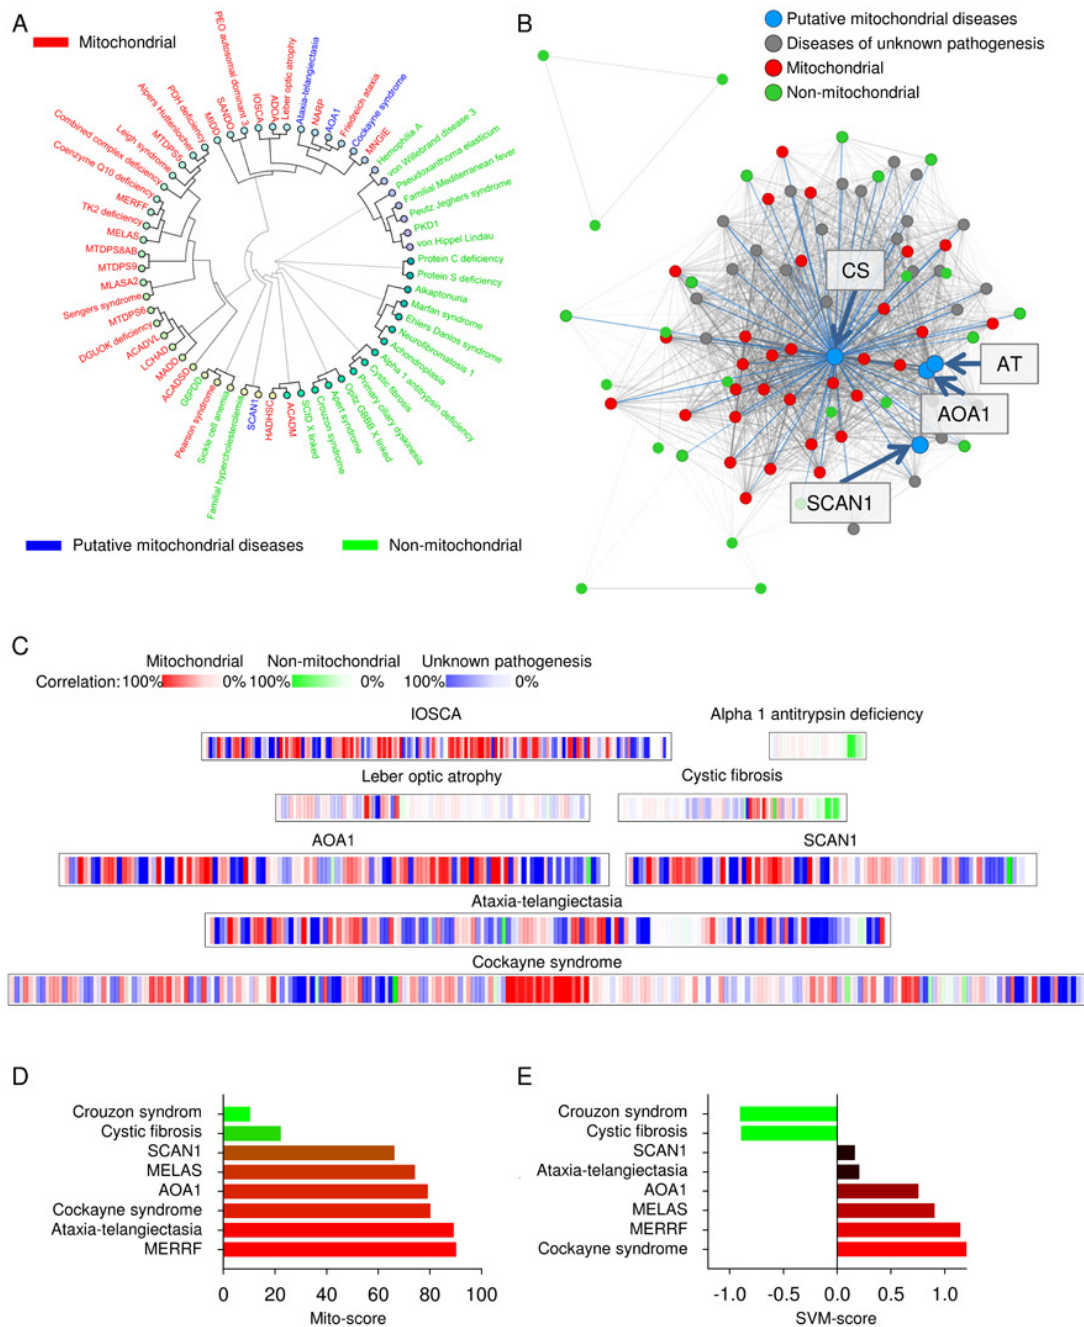 A
Mitochondrial
PEO autosomal dominant 3
SANDO
MIDD
PDH deficiency
Alpers Huttenlocher
MTDPS5
Leigh syndrome
Combined complex deficiency
Coenzyme Q10 deficiency
MERFF
TK2 deficiency
MELAS
MTDPS8AB
MTDPS9
MLASA2
Sengers syndrome
MTDPS6
DGUOK deficiency
ACADVL
LCHAD
MADD
ACADSD
G6PDD
Pearson syndrome
Sickle cell anemia
Familial hypercholesterolemia
SCAN1
HADHSC
ACADM
SCID X linked
Crouzon syndrome
Apert syndrome
Opitz GBBB X linked
Primary ciliary dyskinesia
Cystic fibrosis
Alpha 1 antitrypsin deficiency
Achondroplasia
Neurofibromatosis 1
Ehlers Danlos syndrome
Marfan syndrome
Alkaptonuria
Protein S deficiency
Protein C deficiency
von Hippel Lindau
PKD1
Peutz Jeghers syndrome
Familial Mediterranean fever
Pseudoxanthoma elasticum
von Willebrand disease 3
Hemophilia A
MNGIE
Cockayne syndrome
Friedreich ataxia
AOA1
NARP
Ataxia-telangiectasia
Leber optic atrophy
ADOA
IOSCA
Putative mitochondrial diseases
Non-mitochondrial
B
Putative mitochondrial diseases
Diseases of unknown pathogenesis
Mitochondrial
Non-mitochondrial
CS
AT
AOA1
SCAN1
C
Mitochondrial Non-mitochondrial Unknown pathogenesis
Correlation: 100% 0% 100% 0% 100% 0%
IOSCA
Alpha 1 antitrypsin deficiency
Leber optic atrophy
Cystic fibrosis
AOA1
SCAN1
Ataxia-telangiectasia
Cockayne syndrome
D
Crouzon syndrom
Cystic fibrosis
SCAN1
MELAS
AOA1
Cockayne syndrome
Ataxia-telangiectasia
MERRF
0 20 40 60 80 100
Mito-score
E
Crouzon syndrom
Cystic fibrosis
SCAN1
Ataxia-telangiectasia
AOA1
MELAS
MERRF
Cockayne syndrome
-1.0 -0.5 0.0 0.5 1.0
SVM-score